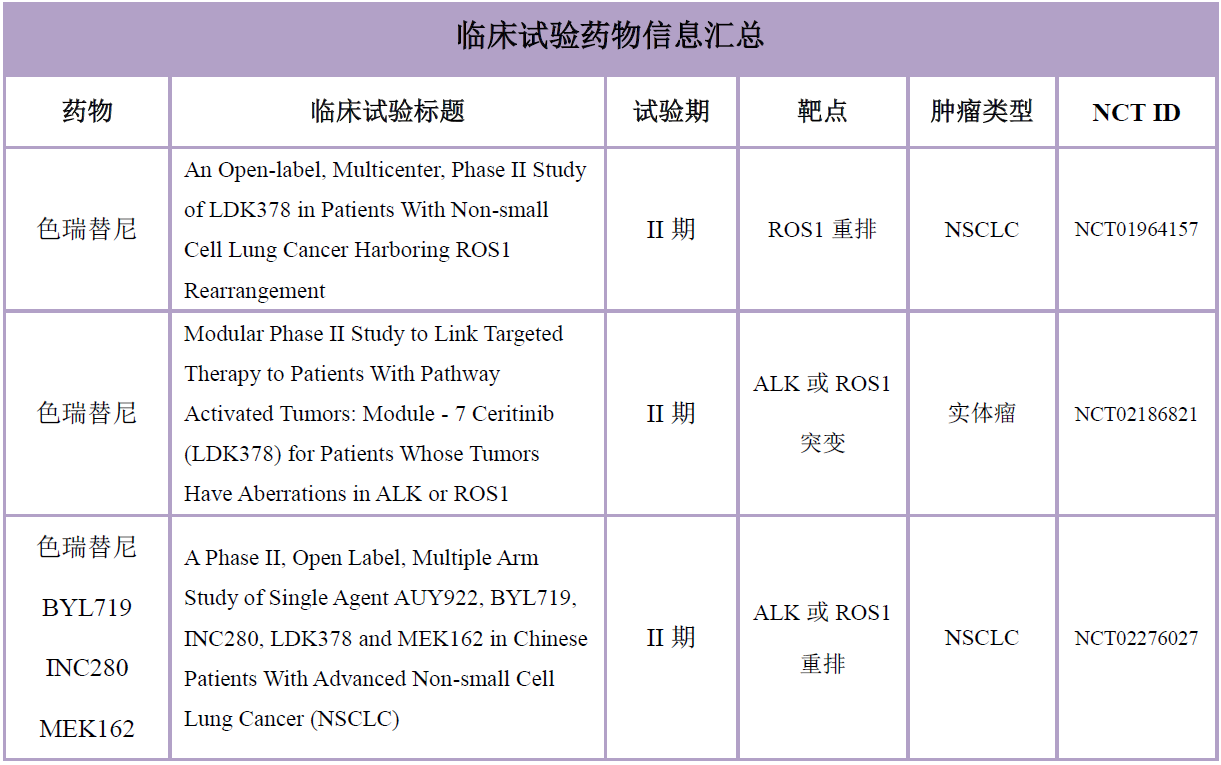 临床试验药物信息汇总
药物
临床试验标题
试验期
靶点
肿瘤类型
NCT ID
色瑞替尼
An Open-label, Multicenter, Phase II Study
of LDK378 in Patients With Non-small
Cell Lung Cancer Harboring ROS1
Rearrangement
II 期
ROS1 重排
NSCLC
NCT01964157
色瑞替尼
Modular Phase II Study to Link Targeted
Therapy to Patients With Pathway
Activated Tumors: Module - 7 Ceritinib
(LDK378) for Patients Whose Tumors
Have Aberrations in ALK or ROS1
II 期
ALK 或 ROS1
突变
实体瘤
NCT02186821
色瑞替尼
BYL719
INC280
MEK162
A Phase II, Open Label, Multiple Arm
Study of Single Agent AUY922, BYL719,
INC280, LDK378 and MEK162 in Chinese
Patients With Advanced Non-small Cell
Lung Cancer (NSCLC)
II 期
ALK 或 ROS1
重排
NSCLC
NCT02276027